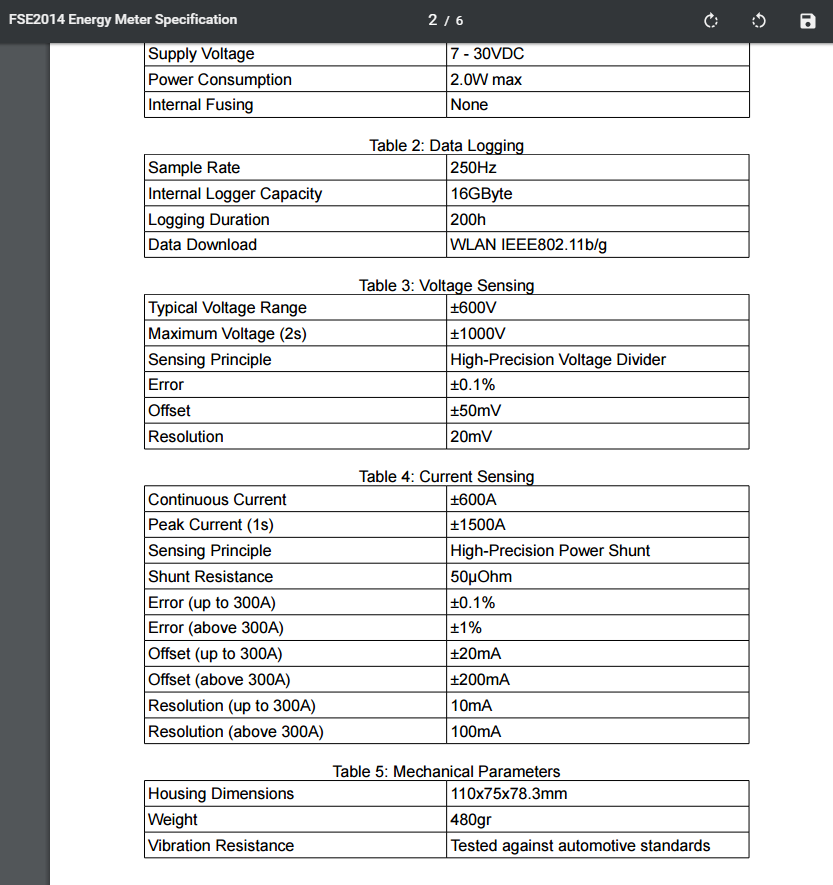 FSE2014 Energy Meter Specification 2 / 6
Supply Voltage 7 - 30VDC
Power Consumption 2.0W max
Internal Fusing None
Table 2: Data Logging
Sample Rate 250Hz
Internal Logger Capacity 16GByte
Logging Duration 200h
Data Download WLAN IEEE802.11b/g
Table 3: Voltage Sensing
Typical Voltage Range ±600V
Maximum Voltage (2s) ±1000V
Sensing Principle High-Precision Voltage Divider
Error ±0.1%
Offset ±50mV
Resolution 20mV
Table 4: Current Sensing
Continuous Current ±600A
Peak Current (1s) ±1500A
Sensing Principle High-Precision Power Shunt
Shunt Resistance 50µOhm
Error (up to 300A) ±0.1%
Error (above 300A) ±1%
Offset (up to 300A) ±20mA
Offset (above 300A) ±200mA
Resolution (up to 300A) 10mA
Resolution (above 300A) 100mA
Table 5: Mechanical Parameters
Housing Dimensions 110x75x78.3mm
Weight 480gr
Vibration Resistance Tested against automotive standards